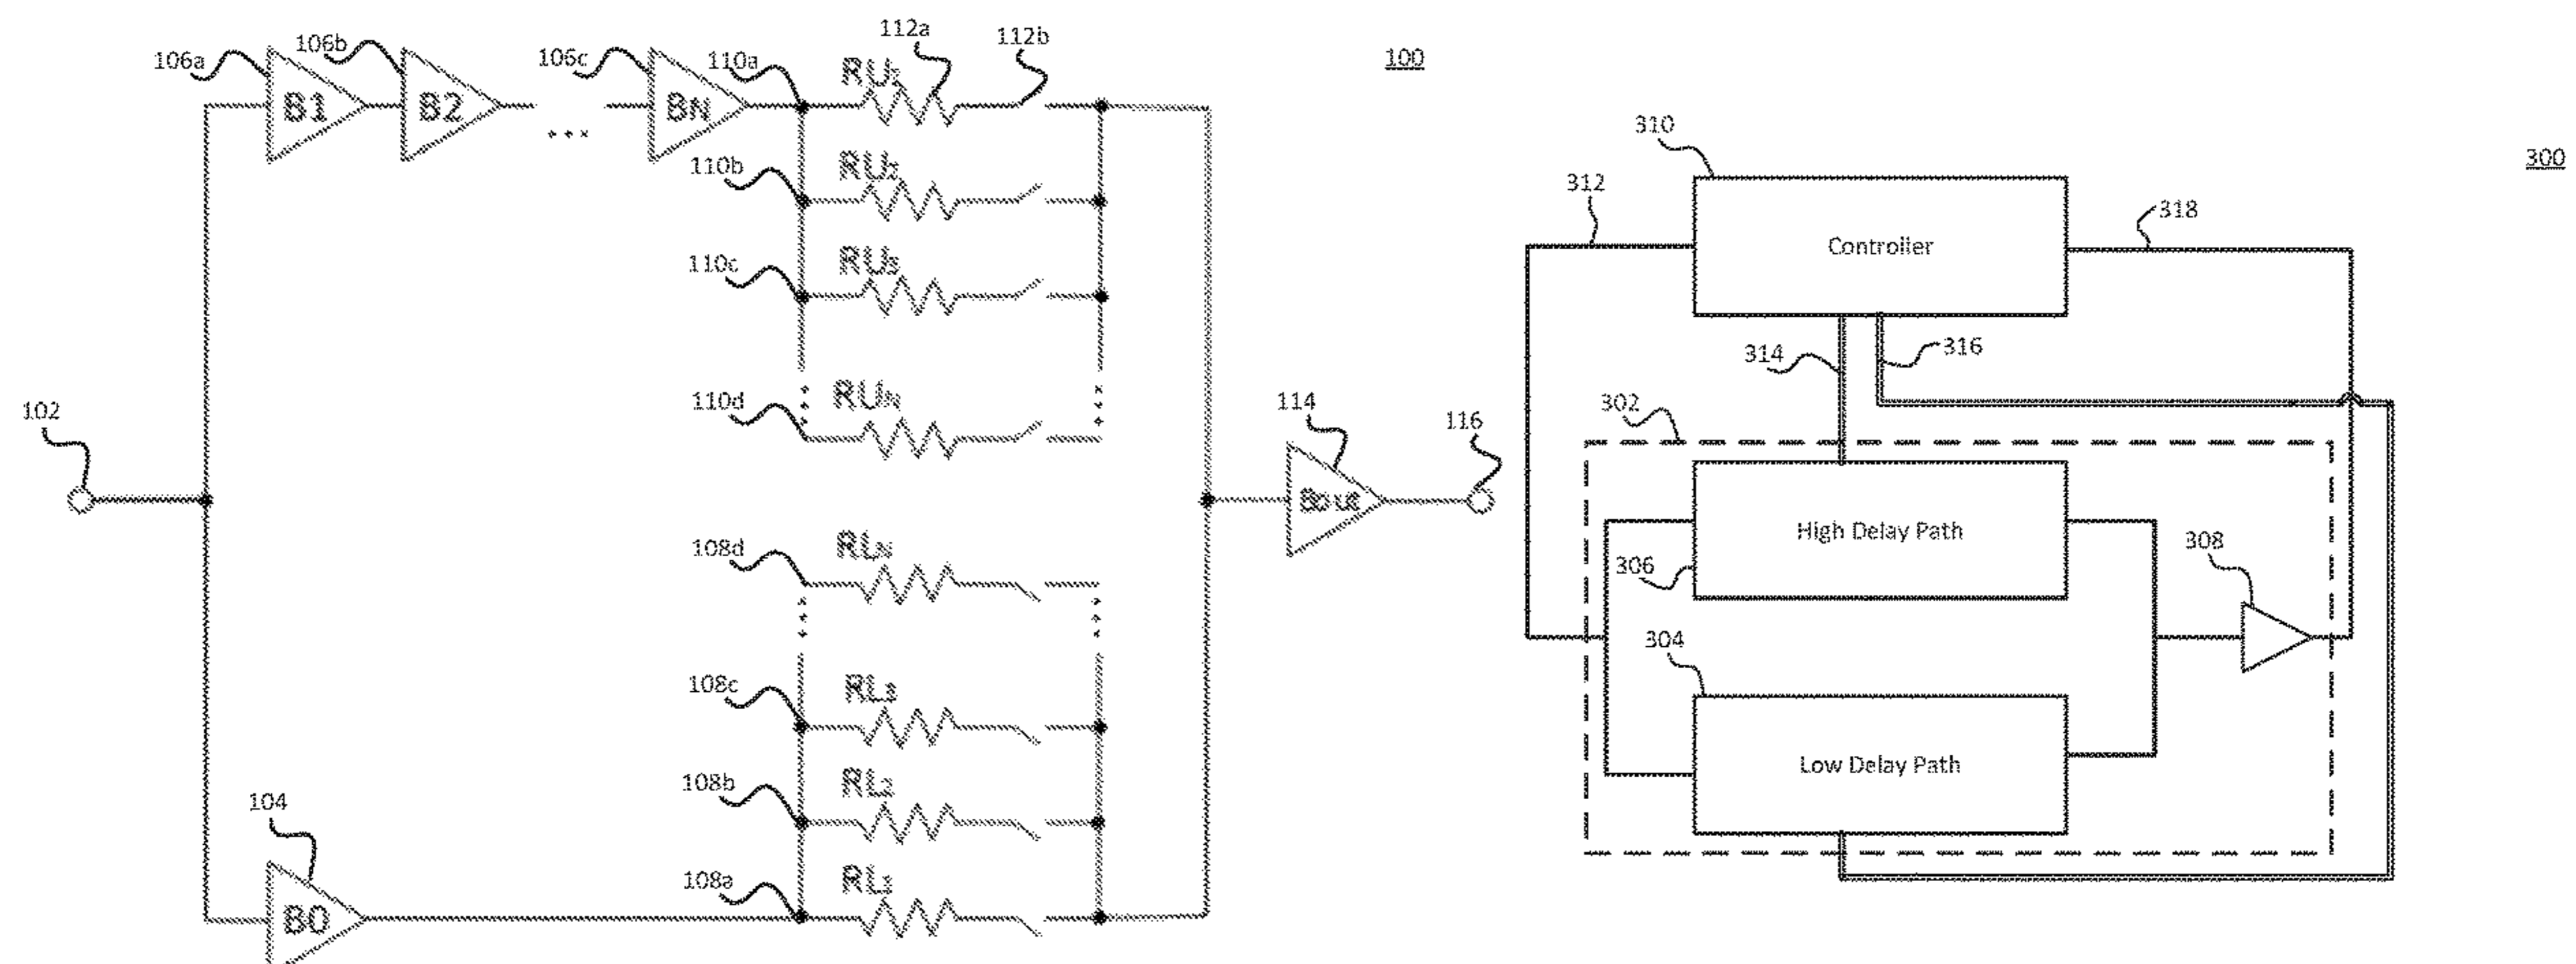 106a
106b
106c
110a
112a
112b
100
B1
B2
...
BN
110b
RU2
110c
RU3
110d
RUN
102
114
116
Bout
108d
RLN
108c
RL3
108b
RL2
104
108a
RL1
B0
300
310
312
318
Controller
314
316
302
High Delay Path
306
308
304
Low Delay Path